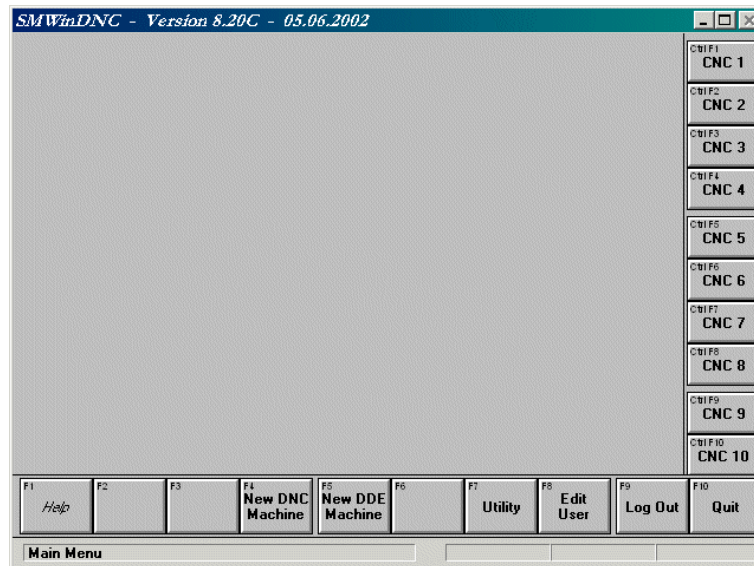 SMWinDNC - Version 8.20C - 05.06.2002
Ctrl F1
CNC 1
Ctrl F2
CNC 2
Ctrl F3
CNC 3
Ctrl F4
CNC 4
Ctrl F5
CNC 5
Ctrl F6
CNC 6
Ctrl F7
CNC 7
Ctrl F8
CNC 8
Ctrl F9
CNC 9
Ctrl F10
CNC 10
F1
Help
F2
F3
F4
New DNC
Machine
F5
New DDE
Machine
F6
F7
Utility
F8
Edit
User
F9
Log Out
F10
Quit
Main Menu